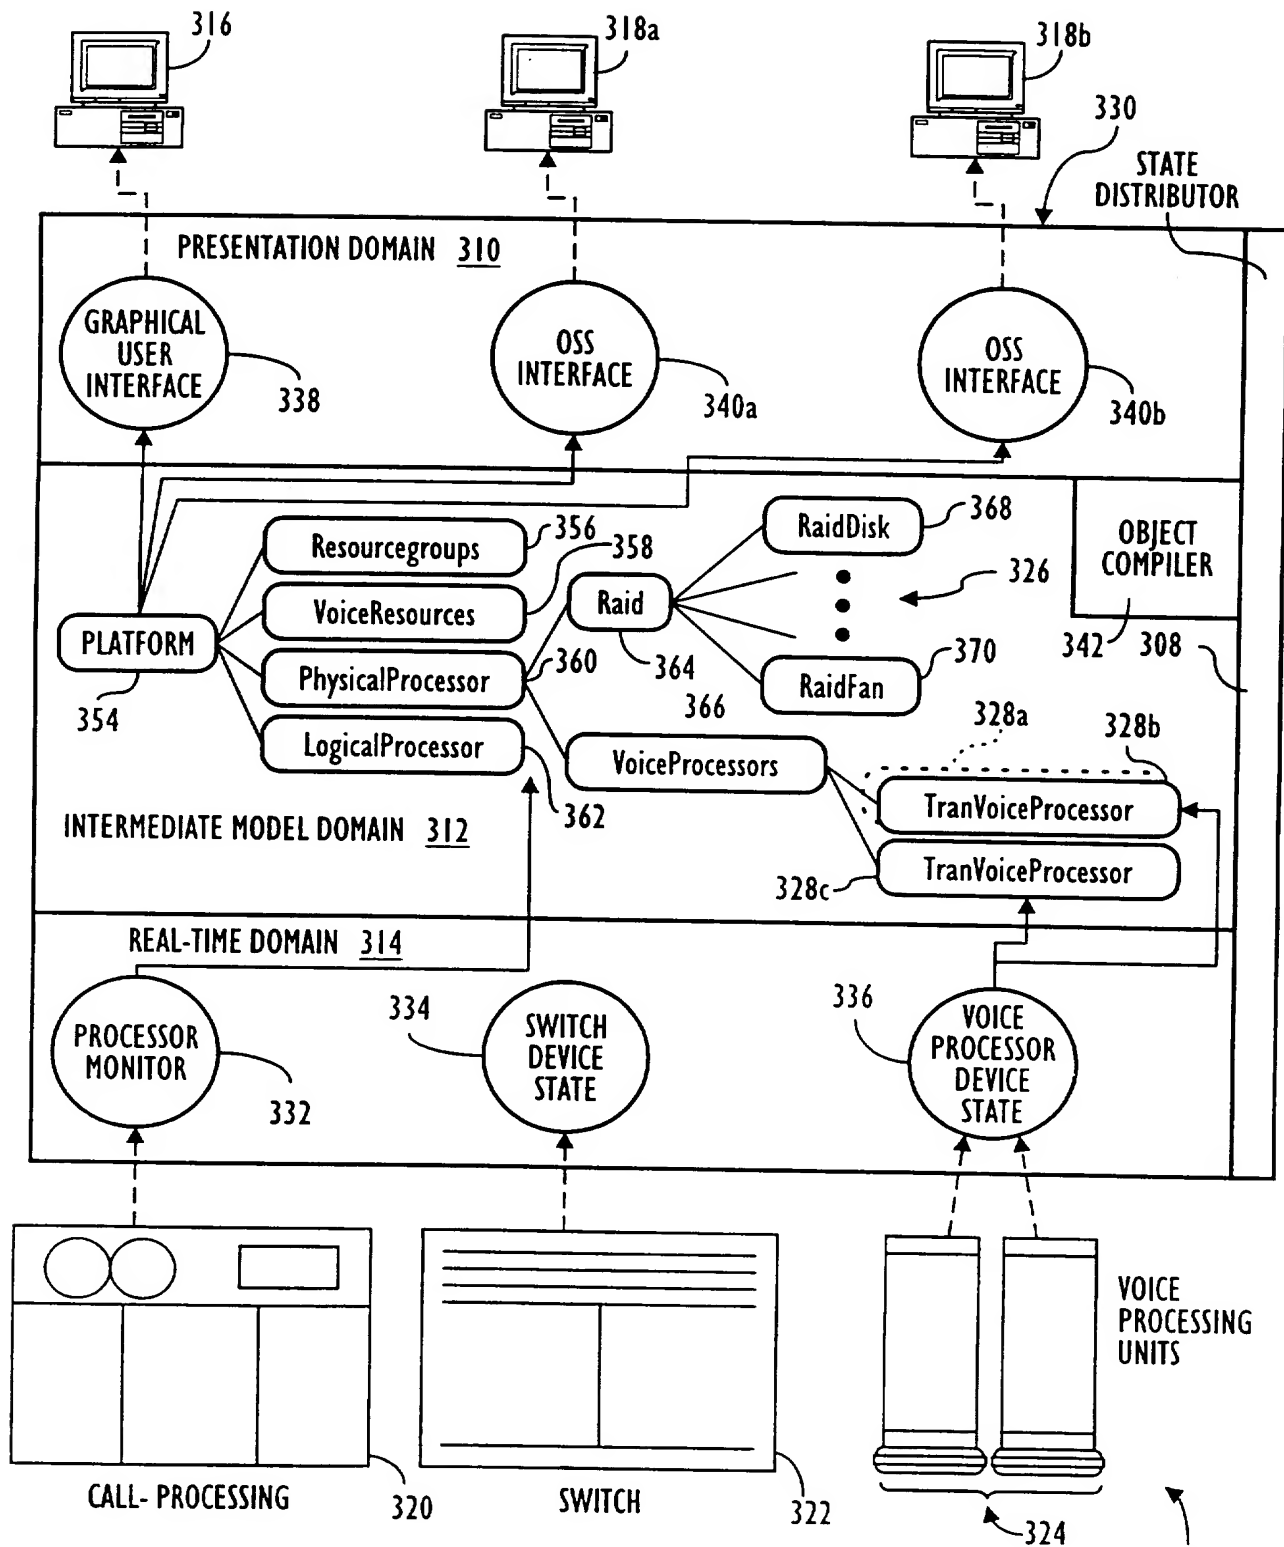 316
318a
318b
330
STATE
DISTRIBUTOR
PRESENTATION DOMAIN 310
GRAPHICAL
USER
INTERFACE
338
OSS
INTERFACE
340a
OSS
INTERFACE
340b
Resourcegroups
356
358
RaidDisk
368
OBJECT
COMPILER
VoiceResources
Raid
326
PLATFORM
PhysicalProcessor
360
364
RaidFan
370
342
308
354
366
328a
328b
LogicalProcessor
362
VoiceProcessors
TranVoiceProcessor
INTERMEDIATE MODEL DOMAIN 312
TranVoiceProcessor
328c
REAL-TIME DOMAIN 314
PROCESSOR
MONITOR
332
334
SWITCH
DEVICE
STATE
336
VOICE
PROCESSOR
DEVICE
STATE
VOICE
PROCESSING
UNITS
CALL- PROCESSING
320
SWITCH
322
324